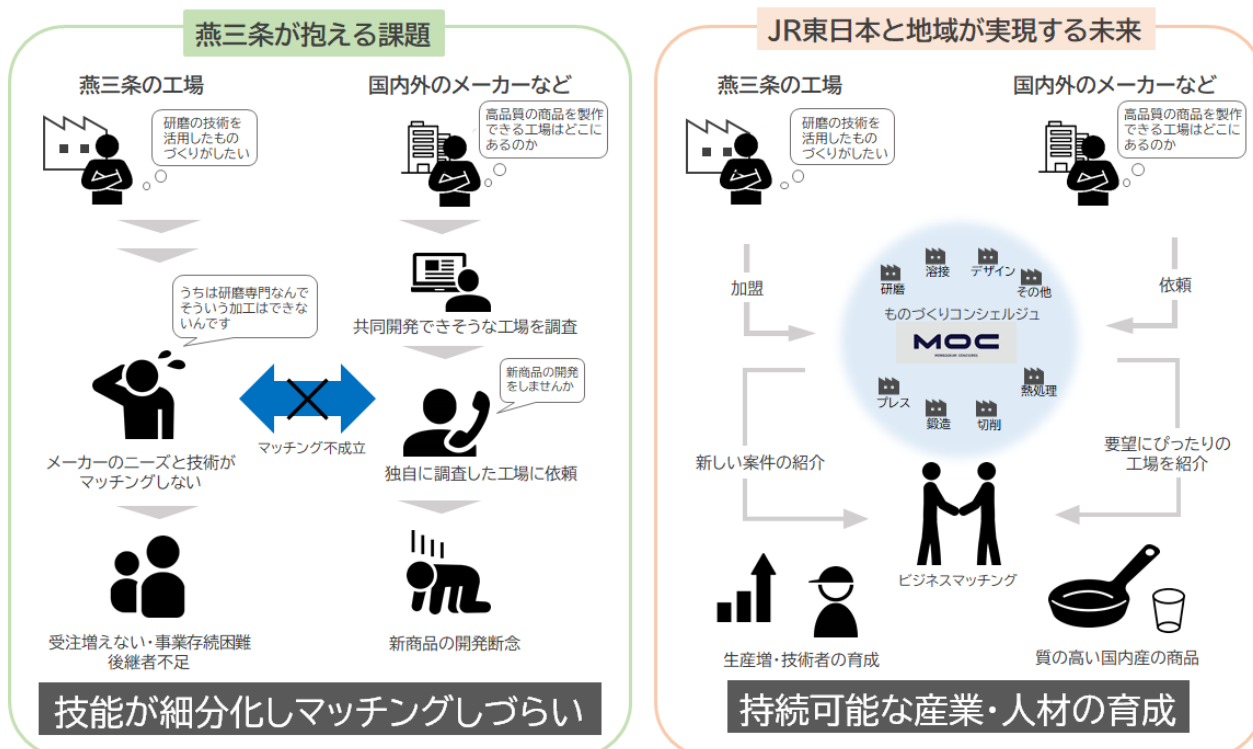 燕三条が抱える課題
燕三条の工場
国内外のメーカーなど
研磨の技術を
活用したもの
づくりがしたい
高品質の商品を製作
できる工場はどこに
あるのか
うちは研磨専門なんで
そういう加工はできな
いんです
共同開発できそうな工場を調査
新商品の開発
をしませんか
マッチング不成立
メーカーのニーズと技術が
マッチングしない
独自に調査した工場に依頼
受注増えない・事業存続困難
後継者不足
新商品の開発断念
技能が細分化しマッチングしづらい
JR東日本と地域が実現する未来
燕三条の工場
国内外のメーカーなど
研磨の技術を
活用したもの
づくりがしたい
高品質の商品を製作
できる工場はどこに
あるのか
加盟
依頼
研磨
溶接
デザイン
その他
ものづくりコンシェルジュ
MOC
プレス
鍛造
切削
熱処理
新しい案件の紹介
要望にぴったりの
工場を紹介
ビジネスマッチング
生産増・技術者の育成
質の高い国内産の商品
持続可能な産業・人材の育成